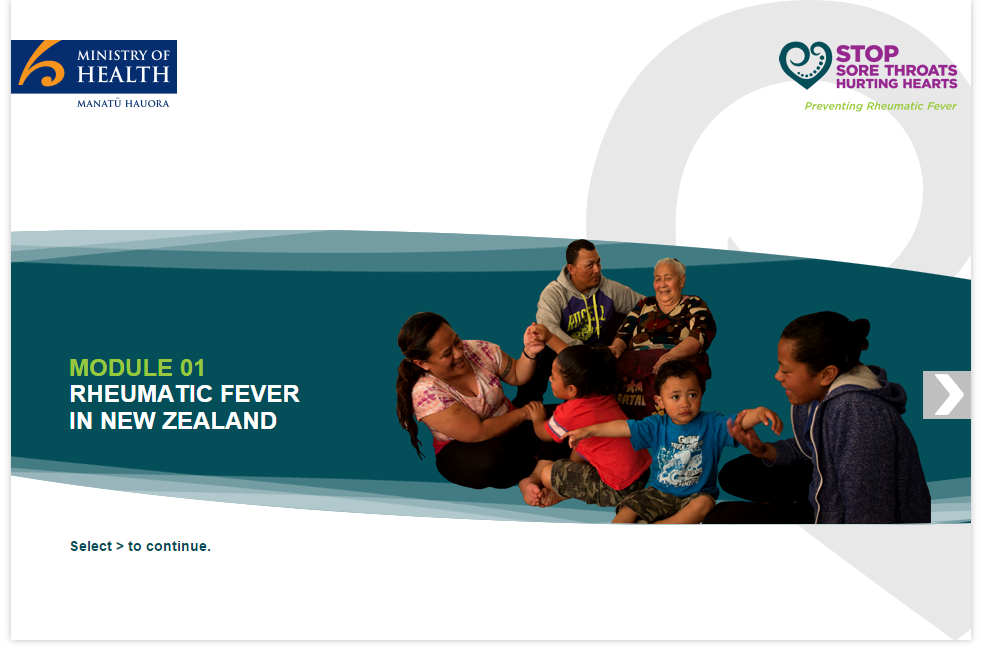 MINISTRY OF
HEALTH
MANATŪ HAUORA
STOP
SORE THROATS
HURTING HEARTS
Preventing Rheumatic Fever
MODULE 01
RHEUMATIC FEVER
IN NEW ZEALAND
Select > to continue.